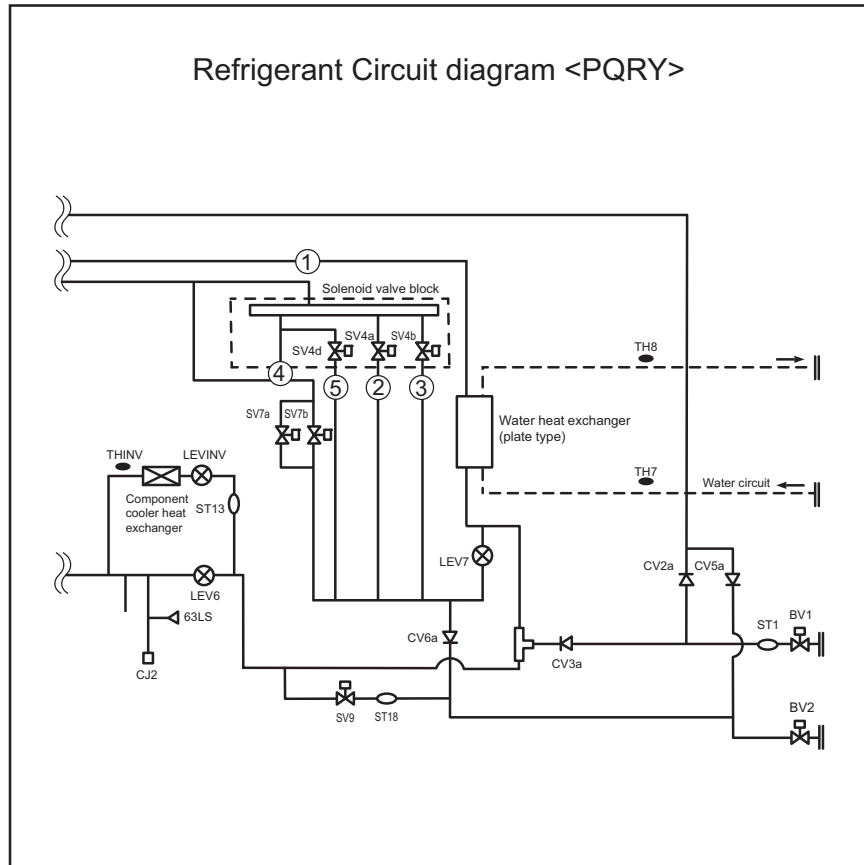 Refrigerant Circuit diagram <PQRY>
1
Solenoid valve block
SV4a
SV4b
SV4d
TH8
4
5
2
3
SV7a
SV7b
Water heat exchanger
(plate type)
THINV
LEVINV
TH7
Water circuit
Component
cooler heat
exchanger
ST13
LEV7
CV2a
CV5a
LEV6
63LS
ST1
BV1
CV6a
CV3a
CJ2
BV2
SV9
ST18